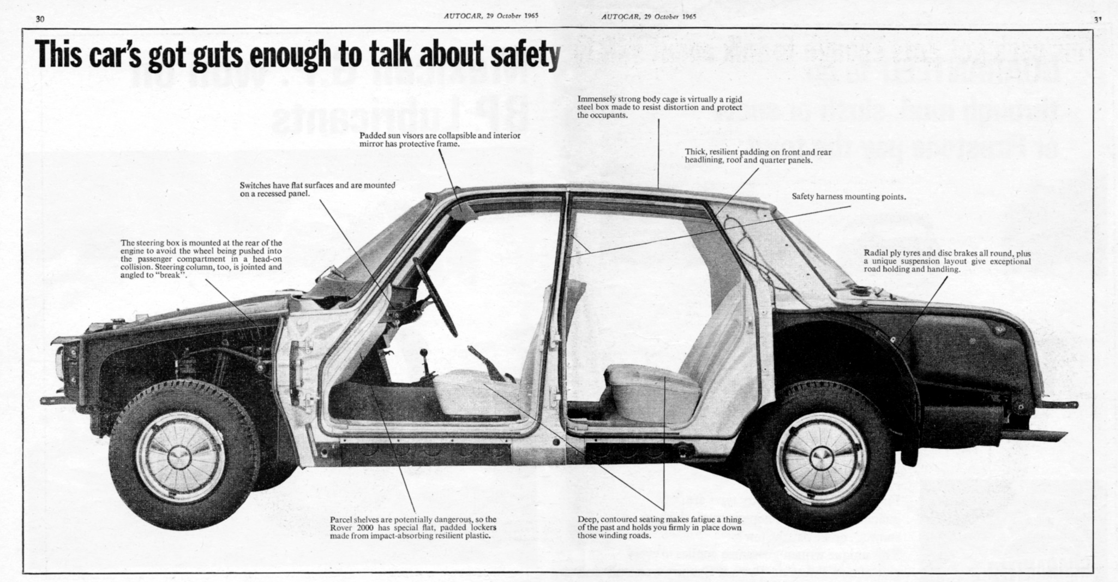 30
AUTOCAR, 29 October 1965
AUTOCAR, 29 October 1965
31
This car's got guts enough to talk about safety
Immensely strong body cage is virtually a rigid
steel box made to resist distortion and protect
the occupants.
Padded sun visors are collapsible and interior
mirror has protective frame.
Thick, resilient padding on front and rear
headlining, roof and quarter panels.
Switches have flat surfaces and are mounted
on a recessed panel.
Safety harness mounting points.
The steering box is mounted at the rear of the
engine to avoid the wheel being pushed into
the passenger compartment in a head-on
collision. Steering column, too, is jointed and
angled to "break".
Radial ply tyres and disc brakes all round, plus
a unique suspension layout give exceptional
road holding and handling.
Parcel shelves are potentially dangerous, so the
Rover 2000 has special flat, padded lockers
made from impact-absorbing resilient plastic.
Deep, contoured seating makes fatigue a thing
of the past and holds you firmly in place down
those winding roads.